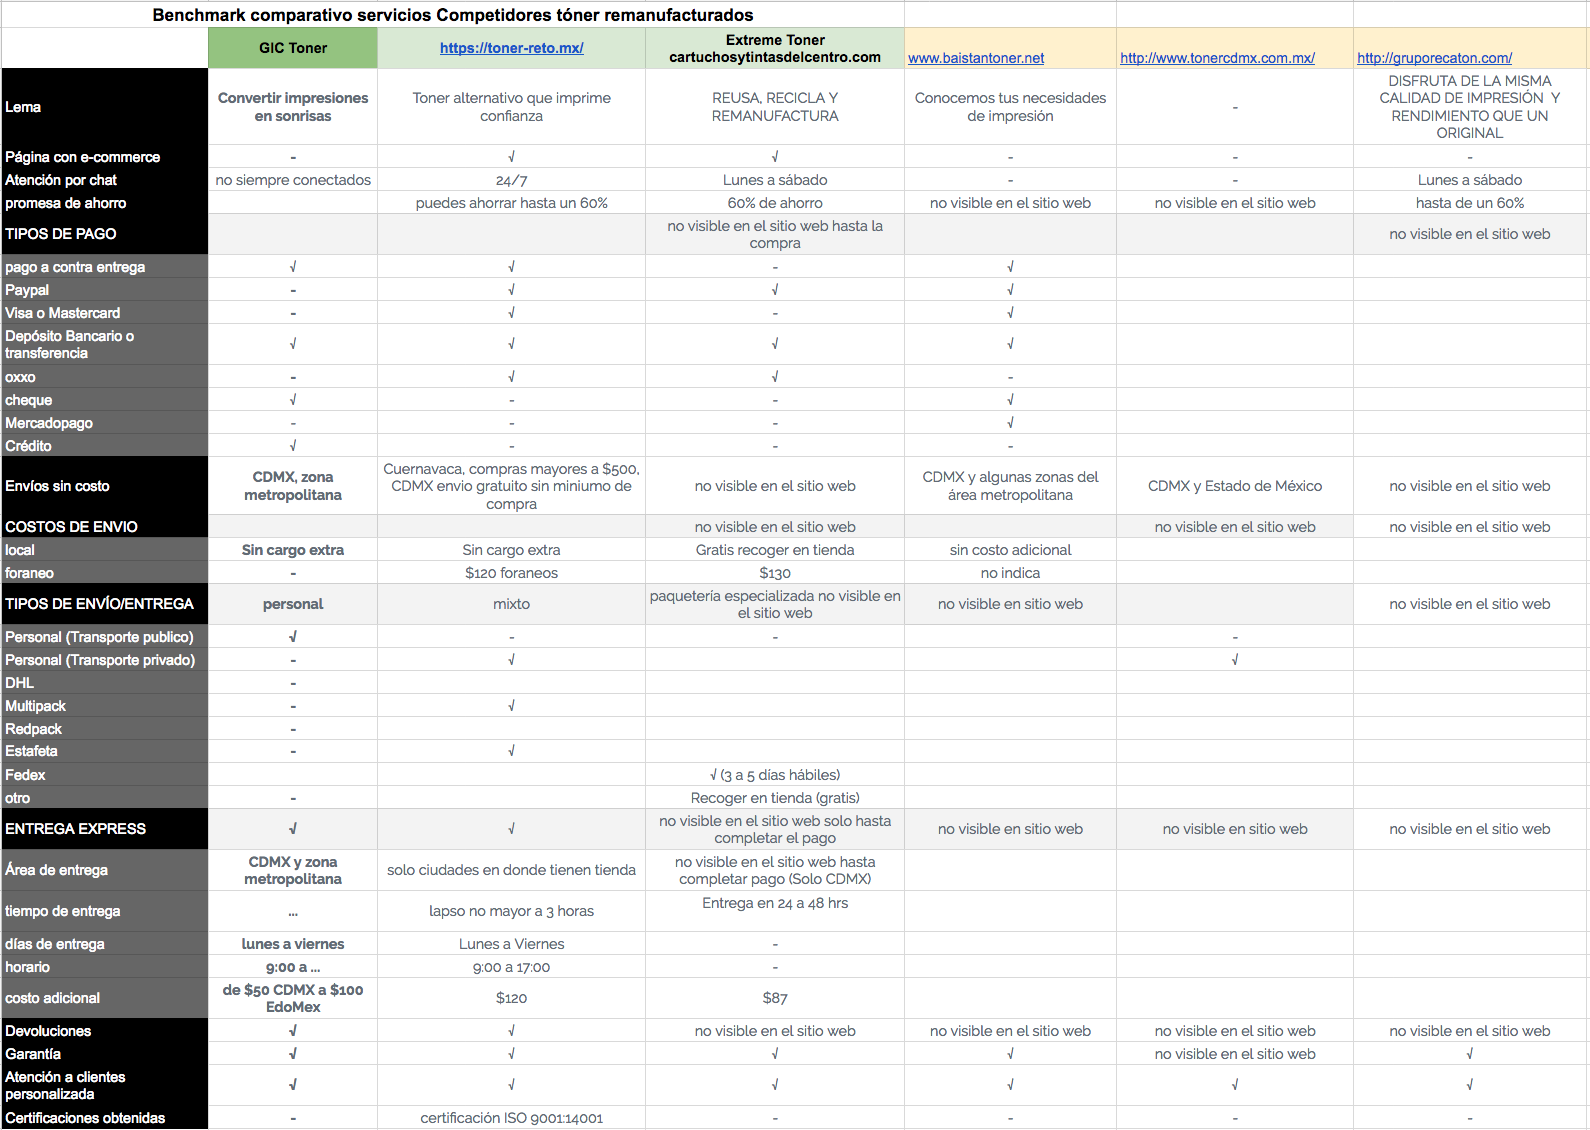 Benchmark comparativo servicios Competidores tóner remanufacturados
GIC Toner
https://toner-reto.mx/
Extreme Toner
cartuchosytintasdelcentro.com
www.baistantoner.net
http://www.tonercdmx.com.mx/
http://gruporecaton.com/
Lema
Convertir impresiones
en sonrisas
Toner alternativo que imprime
confianza
REUSA, RECICLA Y
REMANUFACTURA
Conocemos tus necesidades
de impresión
-
DISFRUTA DE LA MISMA
CALIDAD DE IMPRESIÓN Y
RENDIMIENTO QUE UN
ORIGINAL
Página con e-commerce - √ √ - - -
Atención por chat no siempre conectados 24/7 Lunes a sábado - - Lunes a sábado
promesa de ahorro puedes ahorrar hasta un 60% 60% de ahorro no visible en el sitio web no visible en el sitio web hasta de un 60%
TIPOS DE PAGO
no visible en el sitio web hasta la
compra
no visible en el sitio web
pago a contra entrega √ √ - √
Paypal - √ √ √
Visa o Mastercard - √ - √
Depósito Bancario o
transferencia
√ √ √ √
oxxo - √ √ -
cheque √ - - √
Mercadopago - - - √
Crédito √ - - -
Envíos sin costo
CDMX, zona
metropolitana
Cuernavaca, compras mayores a $500,
CDMX envio gratuito sin miniumo de
compra
no visible en el sitio web
CDMX y algunas zonas del
área metropolitana
CDMX y Estado de México
no visible en el sitio web
COSTOS DE ENVIO no visible en el sitio web no visible en el sitio web no visible en el sitio web
local Sin cargo extra Sin cargo extra Gratis recoger en tienda sin costo adicional
foraneo - $120 foraneos $130 no indica
TIPOS DE ENVÍO/ENTREGA
personal
mixto
paquetería especializada no visible en
el sitio web
no visible en sitio web
no visible en el sitio web
Personal (Transporte publico) √ - - -
Personal (Transporte privado) - √ √
DHL -
Multipack - √
Redpack -
Estafeta - √
Fedex √ (3 a 5 días hábiles)
otro - Recoger en tienda (gratis)
ENTREGA EXPRESS
√
√
no visible en el sitio web solo hasta
completar el pago
no visible en sitio web
no visible en sitio web
no visible en el sitio web
Área de entrega
CDMX y zona
metropolitana
solo ciudades en donde tienen tienda
no visible en el sitio web hasta
completar pago (Solo CDMX)
tiempo de entrega ... lapso no mayor a 3 horas Entrega en 24 a 48 hrs
días de entrega lunes a viernes Lunes a Viernes -
horario 9:00 a ... 9:00 a 17:00 -
costo adicional
de $50 CDMX a $100
EdoMex
$120
$87
Devoluciones √ √ no visible en el sitio web no visible en el sitio web no visible en el sitio web no visible en el sitio web
Garantía √ √ √ √ no visible en el sitio web √
Atención a clientes
personalizada
√ √ √ √ √ √
Certificaciones obtenidas - certificación ISO 9001:14001 - - - -